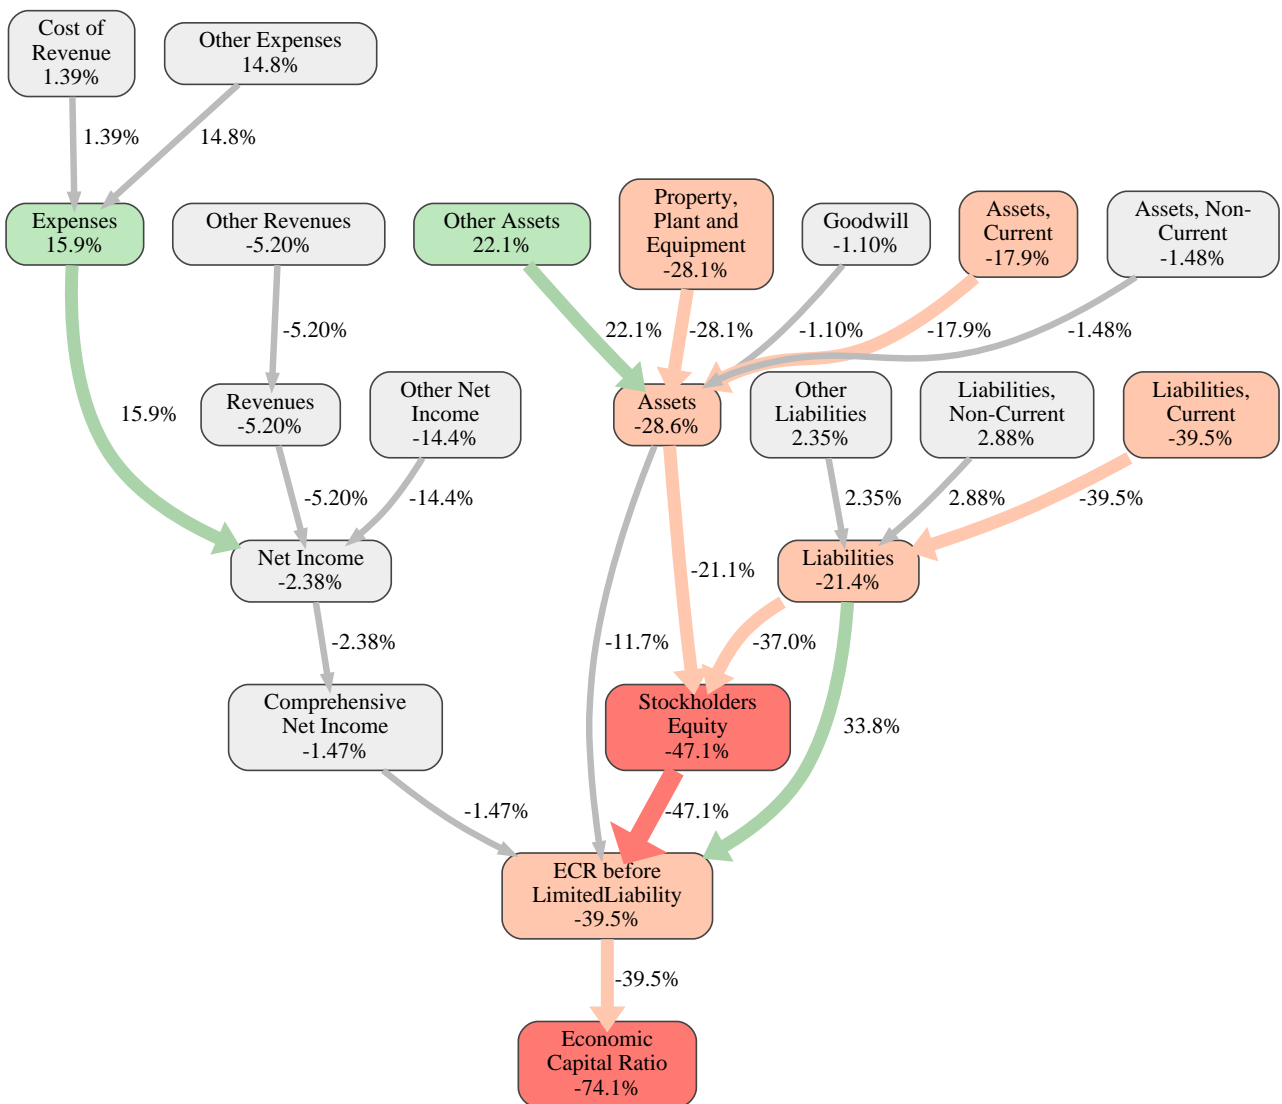 Cost of
Revenue
1.39%
Other Expenses
14.8%
1.39%
14.8%
Expenses
15.9%
Other Revenues
-5.20%
Other Assets
22.1%
Property,
Plant and
Equipment
-28.1%
Goodwill
-1.10%
Assets,
Current
-17.9%
Assets, Non-
Current
-1.48%
-5.20%
22.1%
-28.1%
-1.10%
-17.9%
-1.48%
15.9%
Revenues
-5.20%
Other Net
Income
-14.4%
Assets
-28.6%
Other
Liabilities
2.35%
Liabilities,
Non-Current
2.88%
Liabilities,
Current
-39.5%
-5.20%
-14.4%
2.35%
2.88%
-39.5%
Net Income
-2.38%
-21.1%
Liabilities
-21.4%
-2.38%
-11.7%
-37.0%
Comprehensive
Net Income
-1.47%
Stockholders
Equity
-47.1%
33.8%
-1.47%
-47.1%
ECR before
LimitedLiability
-39.5%
-39.5%
Economic
Capital Ratio
-74.1%